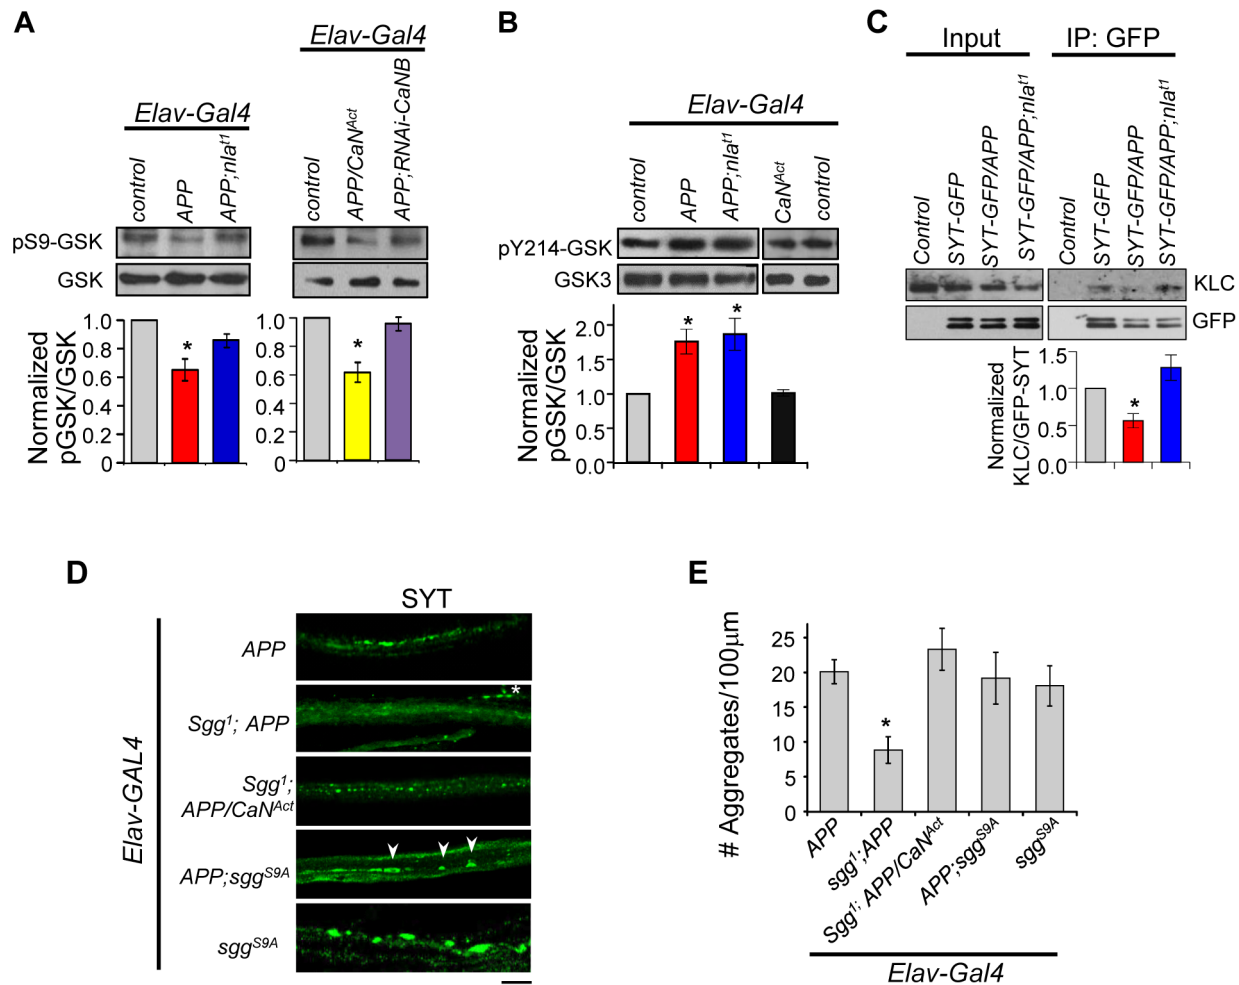 A
Elav-Gal4
Elav-Gal4
control
APP
APP;nla^t1
control
APP/CaN^Act
APP;RNAi-CaNB
pS9-GSK
GSK
Normalized
pGSK/GSK
1.0
0.8
0.6
0.4
0.2
0
*
1.0
0.8
0.6
0.4
0.2
0
*
B
Elav-Gal4
control
APP
APP;nla^t1
CaN^Act
control
pY214-GSK
GSK3
Normalized
pGSK/GSK
2.0
1.5
1.0
0.5
0.0
*
*
C
Input
IP: GFP
Control
SYT-GFP
SYT-GFP/APP
SYT-GFP/APP;nla^t1
Control
SYT-GFP
SYT-GFP/APP
SYT-GFP/APP;nla^t1
KLC
GFP
Normalized
KLC/GFP-SYT
1.5
1.0
0.5
0.0
*
D
SYT
Elav-GAL4
APP
Sgg^1; APP
*
Sgg^1;
APP/CaN^Act
APP;sgg^S9A
sgg^S9A
E
# Aggregates/100μm
25
20
15
10
5
0
*
APP
sgg^1;APP
Sgg^1; APP/CaN^Act
APP;sgg^S9A
sgg^S9A
Elav-Gal4